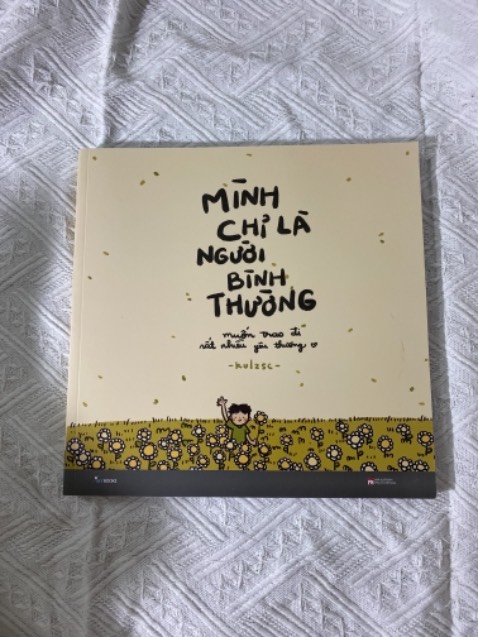 MÌNH
CHỈ LÀ
NGƯỜI
BÌNH
THƯỜNG
muốn trao đi
rất nhiều yêu thương
-kulzsc-